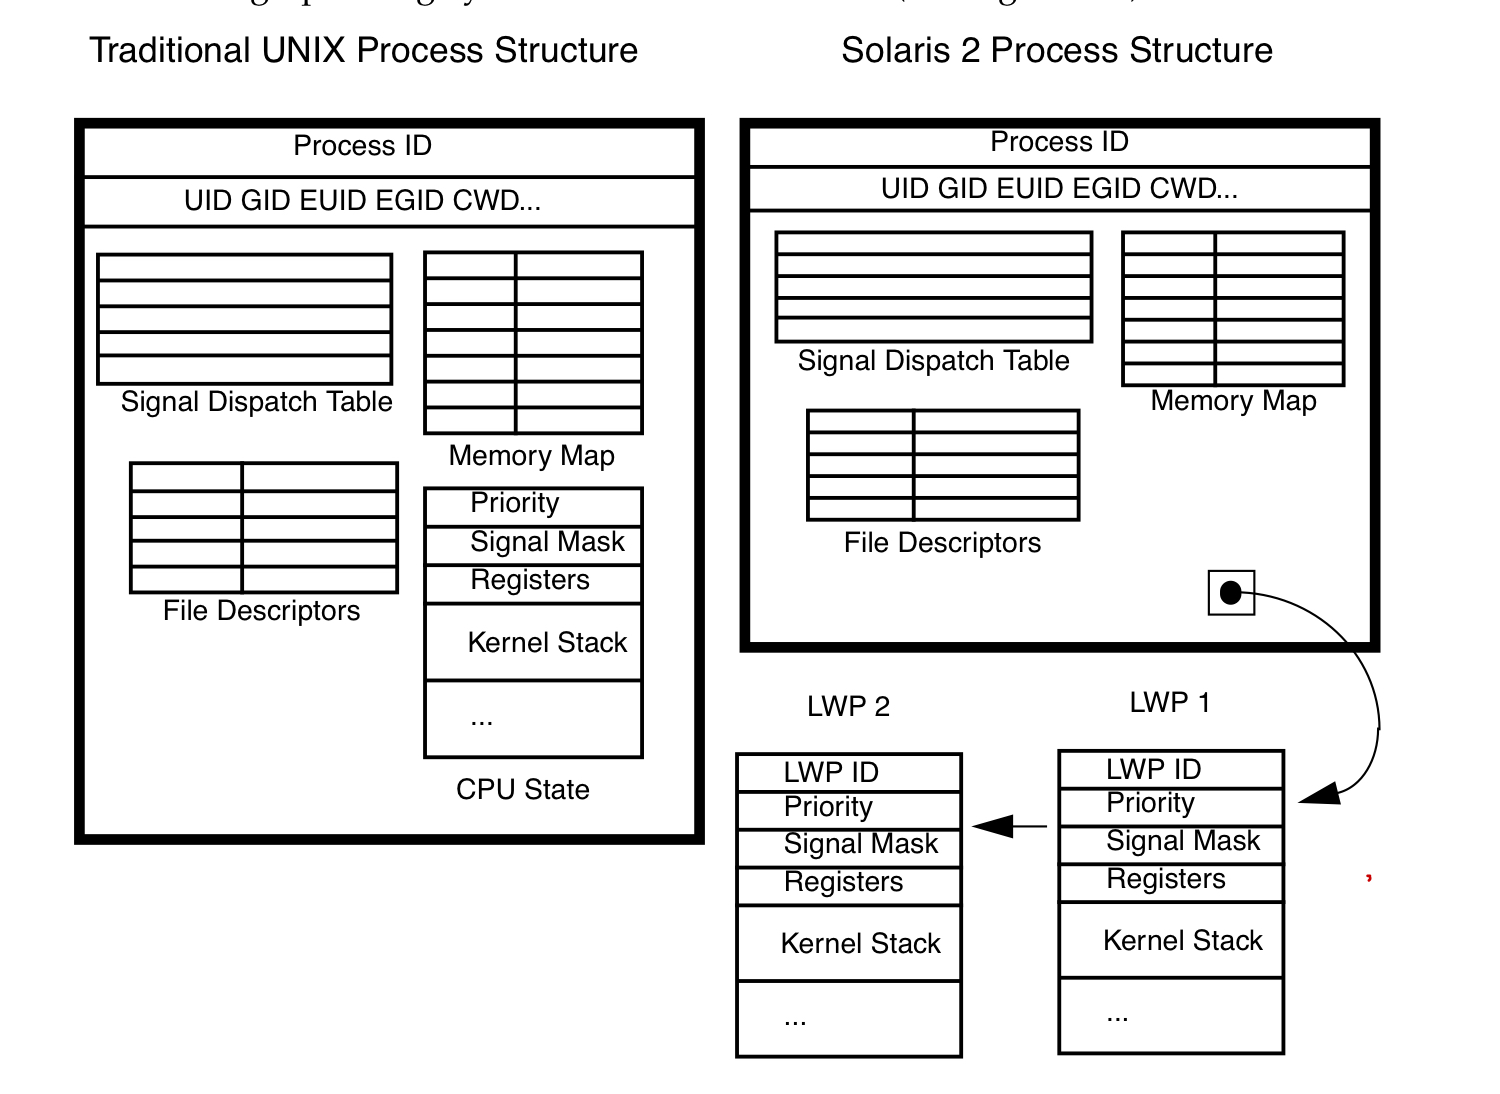 Traditional UNIX Process Structure
Process ID
UID GID EUID EGID CWD...
Signal Dispatch Table
Memory Map
File Descriptors
Priority
Signal Mask
Registers
Kernel Stack
...
CPU State
Solaris 2 Process Structure
Process ID
UID GID EUID EGID CWD...
Signal Dispatch Table
Memory Map
File Descriptors
LWP 2
LWP ID
Priority
Signal Mask
Registers
Kernel Stack
...
LWP 1
LWP ID
Priority
Signal Mask
Registers
Kernel Stack
...